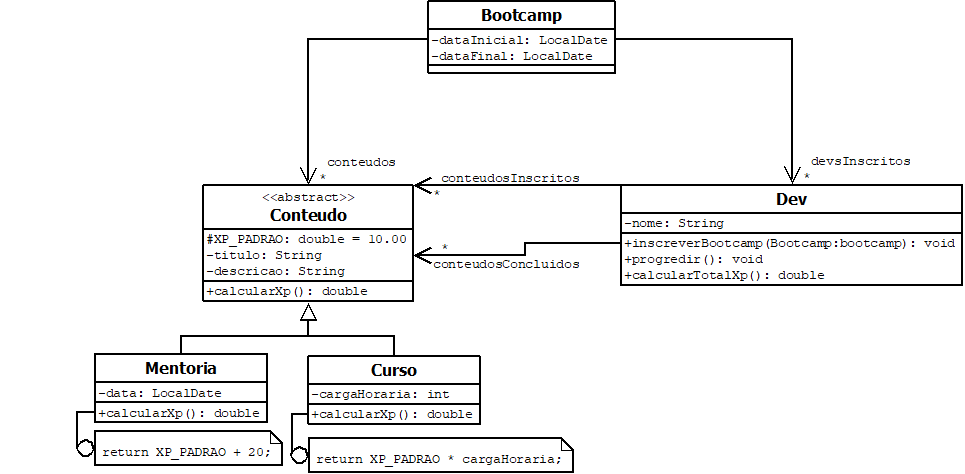 Bootcamp
-dataInicial: LocalDate
-dataFinal: LocalDate
conteudos
*
devsInscritos
*
<<abstract>>
Conteudo
#XP_PADRAO: double = 10.00
-titulo: String
-descricao: String
+calcularXp(): double
conteudosInscritos
*
*
conteudosConcluidos
Dev
-nome: String
+inscreverBootcamp(Bootcamp:bootcamp): void
+progredir(): void
+calcularTotalXp(): double
Mentoria
-data: LocalDate
+calcularXp(): double
return XP_PADRAO + 20;
Curso
-cargaHoraria: int
+calcularXp(): double
return XP_PADRAO * cargaHoraria;